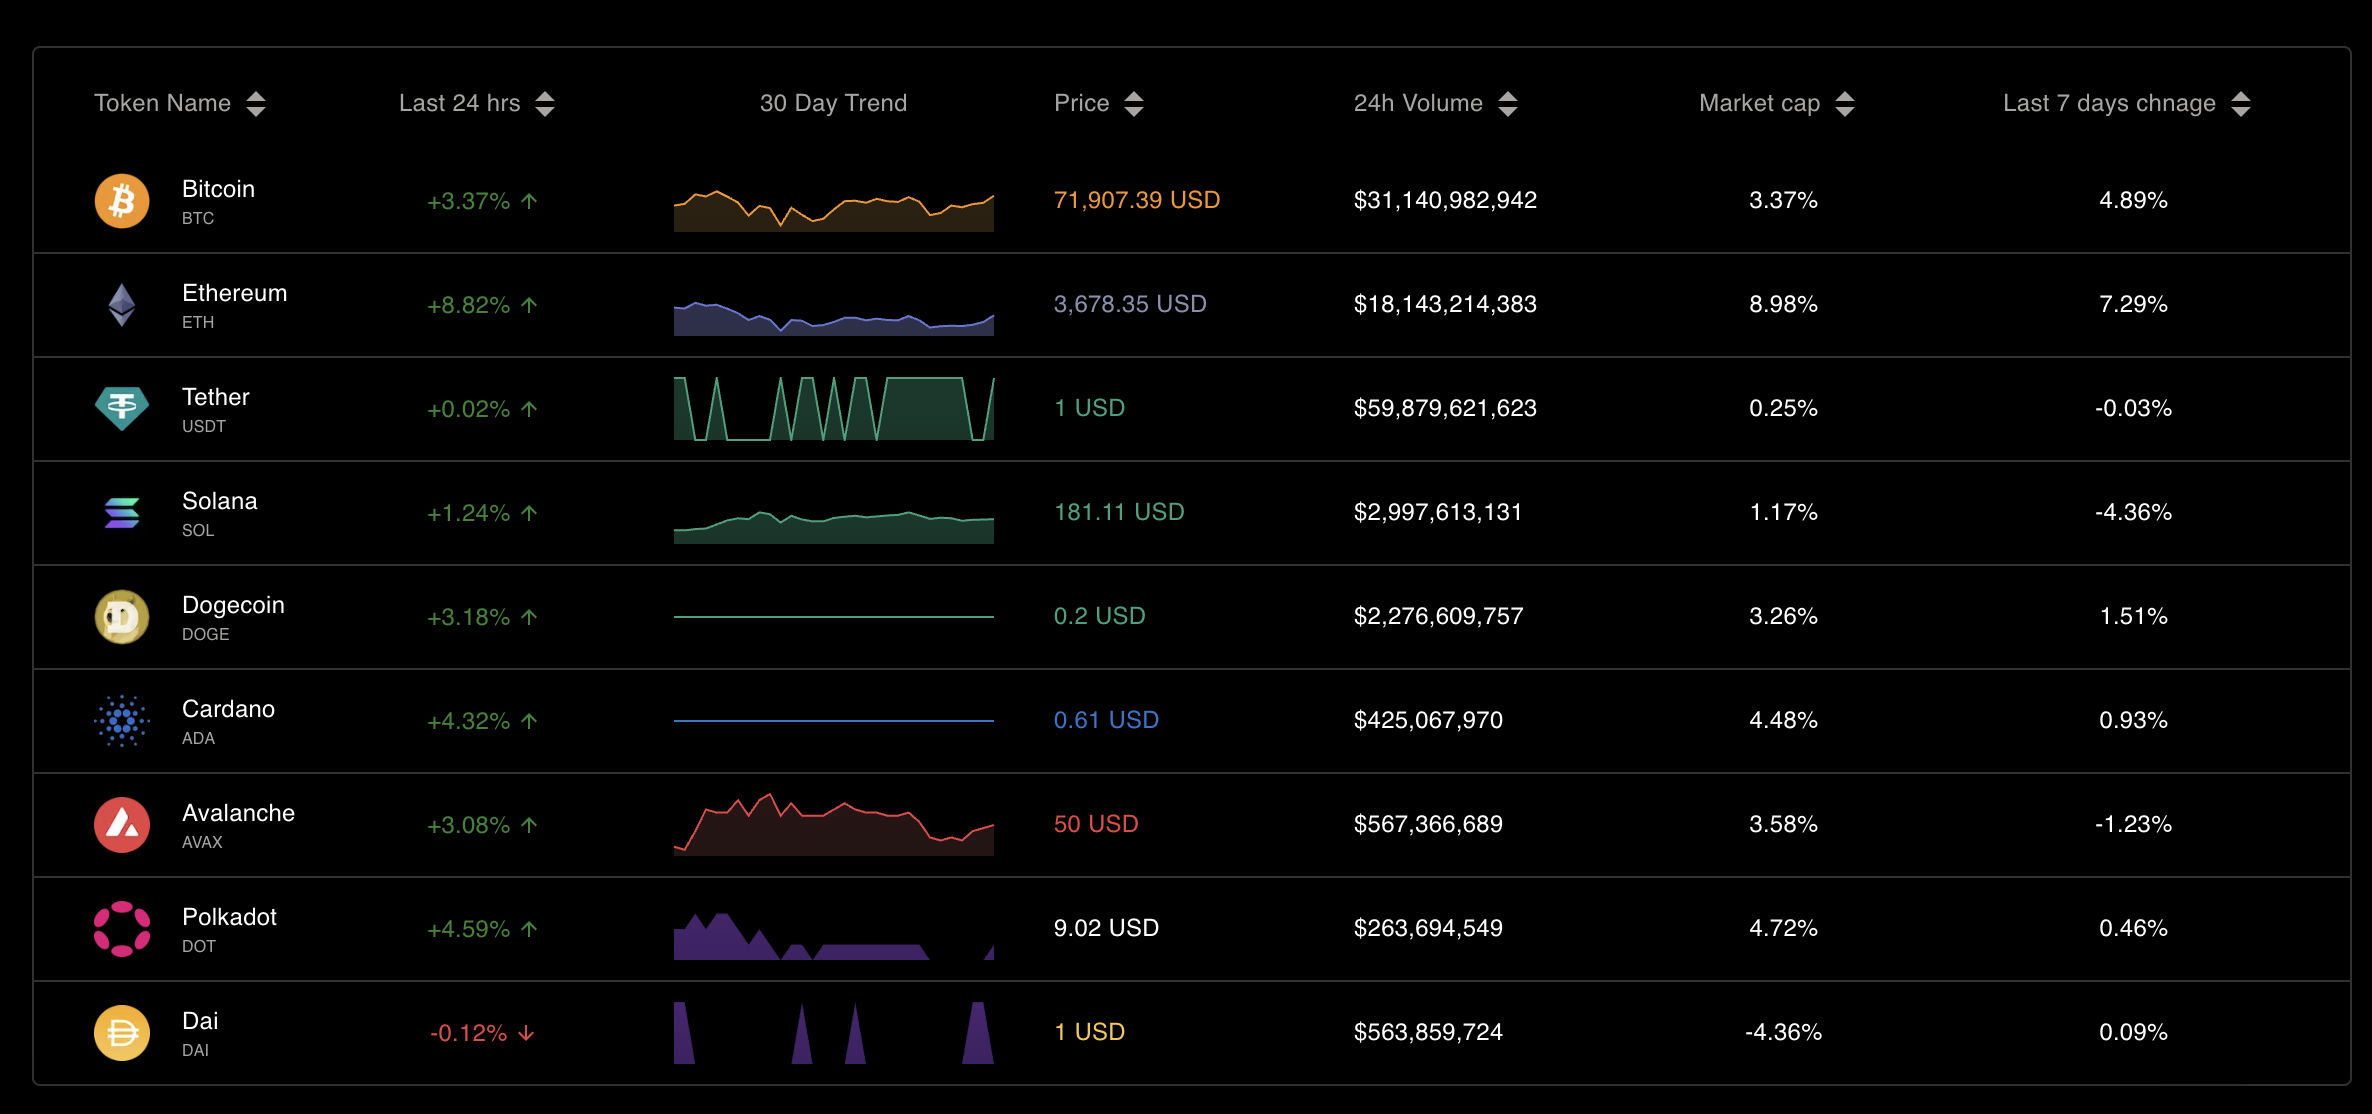 Token Name Last 24 hrs 30 Day Trend Price 24h Volume Market cap Last 7 days chnage
Bitcoin
BTC
+3.37% ↑ 71,907.39 USD $31,140,982,942 3.37% 4.89%
Ethereum
ETH
+8.82% ↑ 3,678.35 USD $18,143,214,383 8.98% 7.29%
Tether
USDT
+0.02% ↑ 1 USD $59,879,621,623 0.25% -0.03%
Solana
SOL
+1.24% ↑ 181.11 USD $2,997,613,131 1.17% -4.36%
Dogecoin
DOGE
+3.18% ↑ 0.2 USD $2,276,609,757 3.26% 1.51%
Cardano
ADA
+4.32% ↑ 0.61 USD $425,067,970 4.48% 0.93%
Avalanche
AVAX
+3.08% ↑ 50 USD $567,366,689 3.58% -1.23%
Polkadot
DOT
+4.59% ↑ 9.02 USD $263,694,549 4.72% 0.46%
Dai
DAI
-0.12% ↓ 1 USD $563,859,724 -4.36% 0.09%